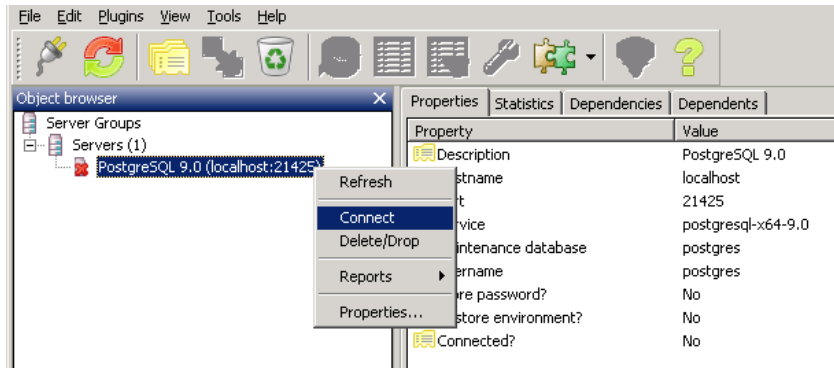 File Edit Plugins View Tools Help
Object browser
Server Groups
Servers (1)
PostgreSQL 9.0 (localhost:21425)
Refresh
Connect
Delete/Drop
Reports
Properties...
Properties Statistics Dependencies Dependents
Property Value
Description PostgreSQL 9.0
stname localhost
rt 21425
rvice postgresql-x64-9.0
intenance database postgres
ername postgres
re password? No
store environment? No
Connected? No